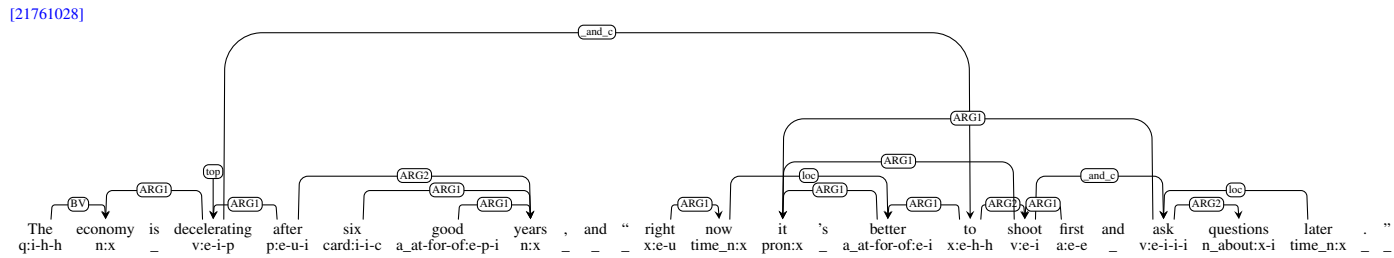 [21761028]
_and_c
ARG1
ARG1
top
ARG2
loc
_and_c
ARG1
ARG1
ARG1
loc
BV
ARG1
ARG1
ARG1
ARG1
ARG2
ARG1
ARG2
The economy is decelerating after six good years , and “ right now it 's better to shoot first and ask questions later . ”
q:i-h-h n:x _ v:e-i-p p:e-u-i card:i-i-c a_at-for-of:e-p-i n:x _ _ _ x:e-u time_n:x pron:x _ a_at-for-of:e-i x:e-h-h v:e-i a:e-e _ v:e-i-i-i n_about:x-i time_n:x _ _